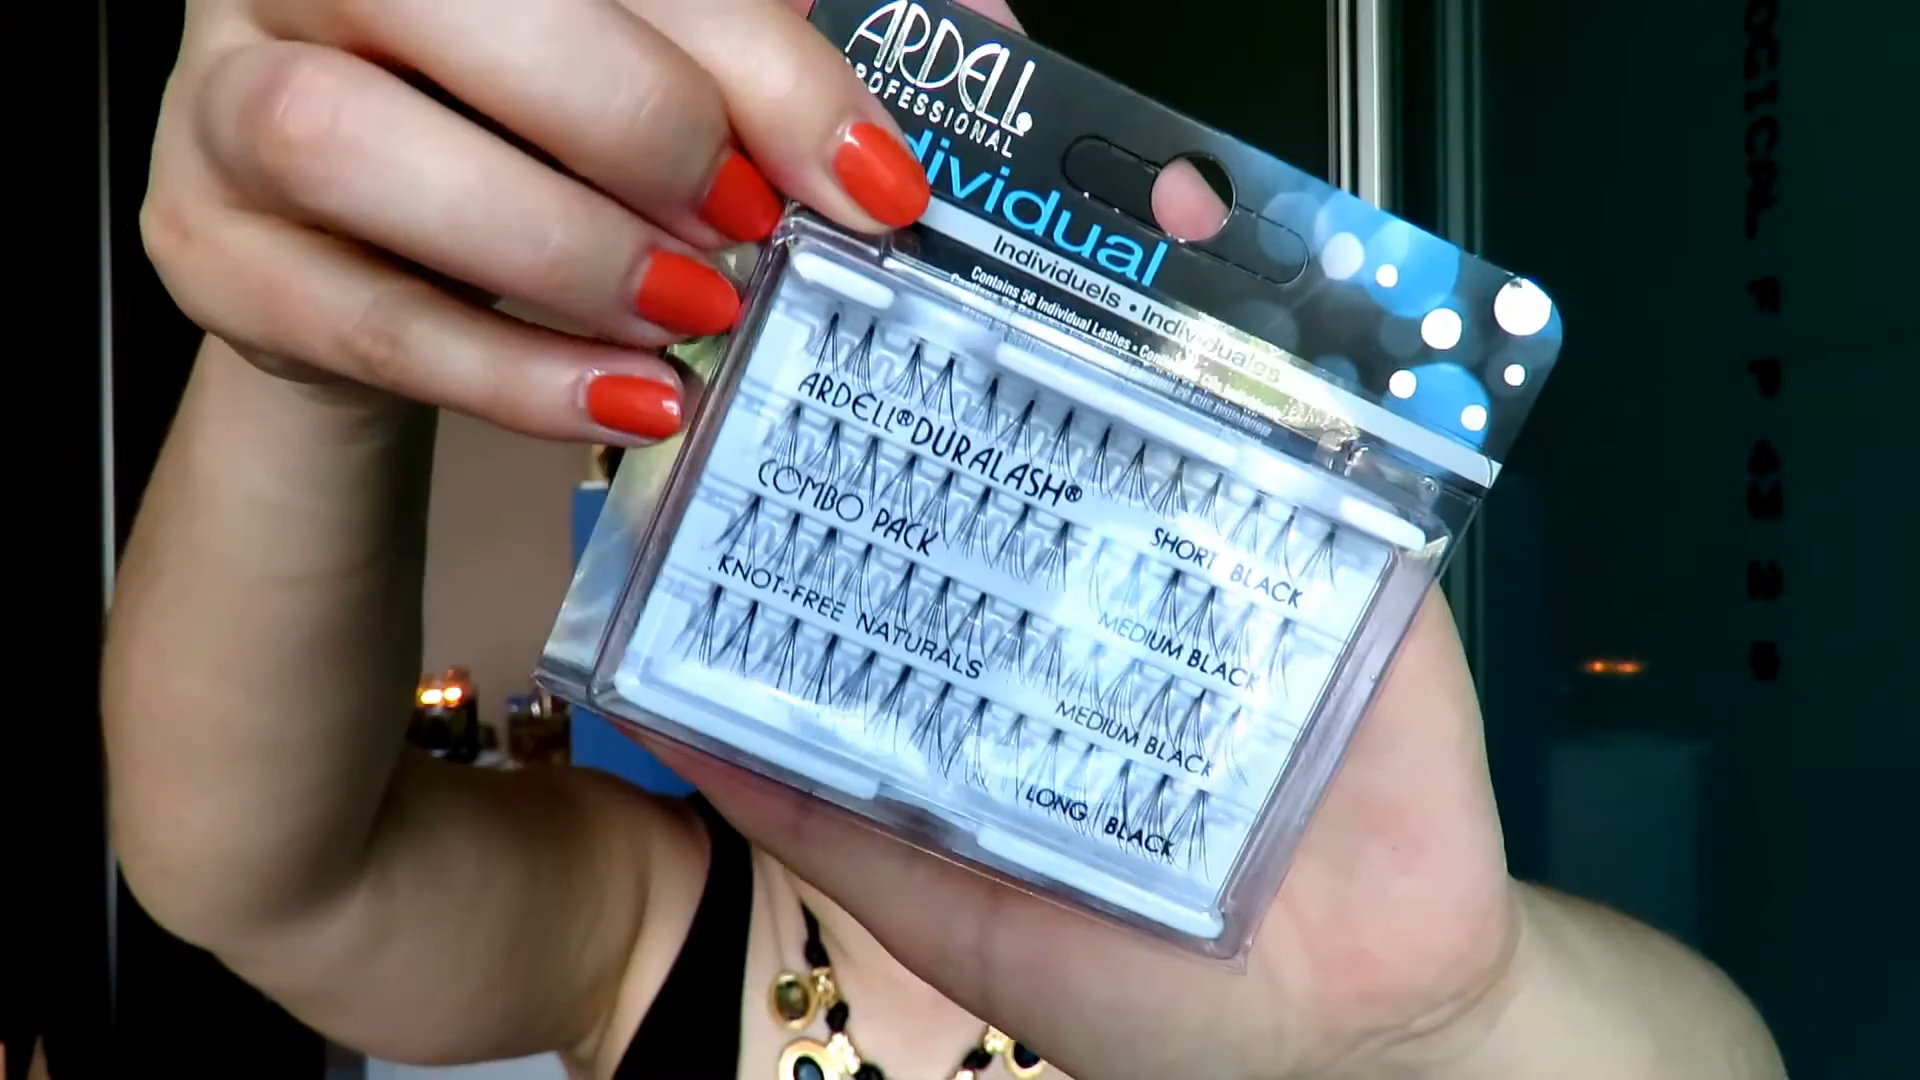 ARDELL
PROFESSIONAL
dividual
Individuels • Individuales
Contains 56 Individual Lashes •
ARDELL®DURALASH®
COMBO PACK
KNOT-FREE NATURALS
SHORT BLACK
MEDIUM BLACK
MEDIUM BLACK
LONG BLACK